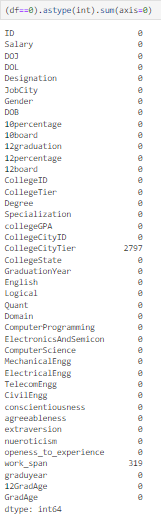 (df==0).astype(int).sum(axis=0)
ID 0
Salary 0
DOJ 0
DOL 0
Designation 0
JobCity 0
Gender 0
DOB 0
10percentage 0
10board 0
12graduation 0
12percentage 0
12board 0
CollegeID 0
CollegeTier 0
Degree 0
Specialization 0
collegeGPA 0
CollegeCityID 0
CollegeCityTier 2797
CollegeState 0
GraduationYear 0
English 0
Logical 0
Quant 0
Domain 0
ComputerProgramming 0
ElectronicsAndSemicon 0
ComputerScience 0
MechanicalEngg 0
ElectricalEngg 0
TelecomEngg 0
CivilEngg 0
conscientiousness 0
agreeableness 0
extraversion 0
nueroticism 0
openess_to_experience 0
work_span 319
graduyear 0
12GradAge 0
GradAge 0
dtype: int64